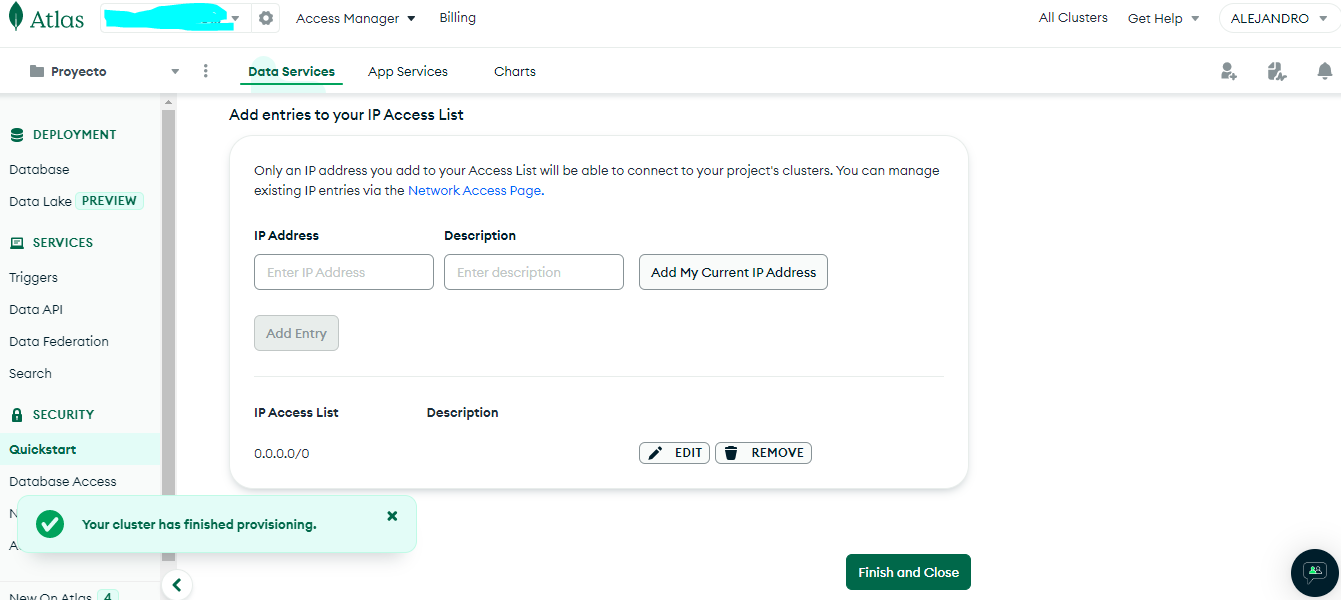 Atlas
Access Manager
Billing
All Clusters
Get Help
ALEJANDRO
Proyecto
Data Services
App Services
Charts
DEPLOYMENT
Database
Data Lake PREVIEW
SERVICES
Triggers
Data API
Data Federation
Search
SECURITY
Quickstart
Database Access
N
A
New On Atlas 4
Add entries to your IP Access List
Only an IP address you add to your Access List will be able to connect to your project's clusters. You can manage
existing IP entries via the Network Access Page.
IP Address
Description
Enter IP Address
Enter description
Add My Current IP Address
Add Entry
IP Access List
Description
0.0.0.0/0
EDIT
REMOVE
Your cluster has finished provisioning.
Finish and Close